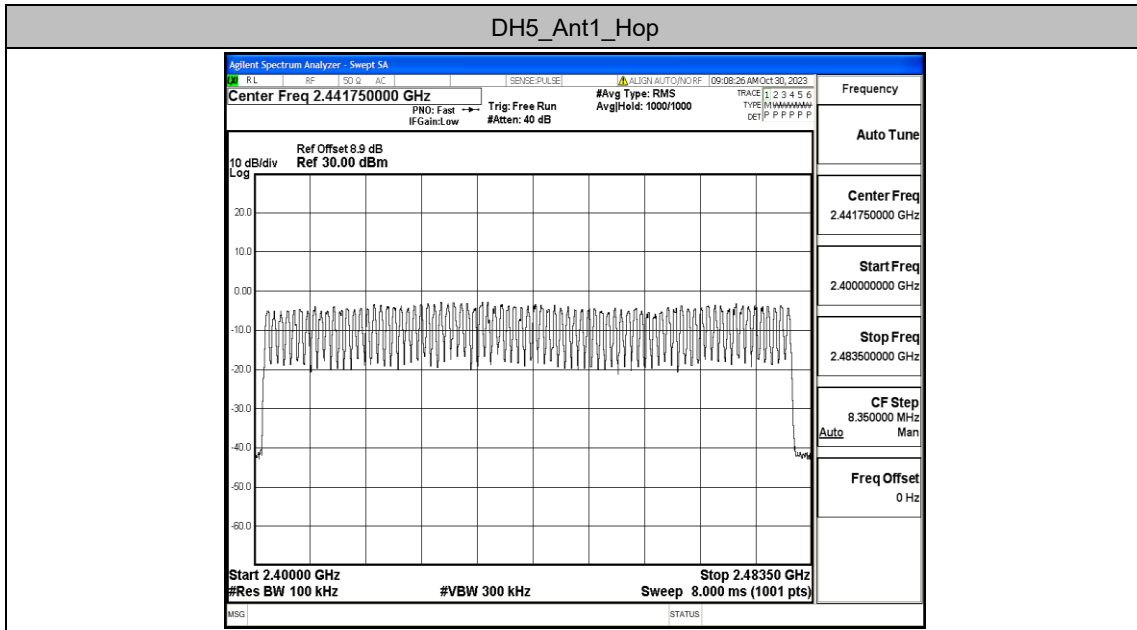 DH5_Ant1_Hop
Agilent Spectrum Analyzer - Swept SA
RL RF 50 Ω AC SENSE:PULSE ALIGN AUTO/NO RF 09:08:26 AM Oct 30, 2023
Center Freq 2.441750000 GHz
PNO: Fast
IFGain:Low
Trig: Free Run
#Atten: 40 dB
#Avg Type: RMS
Avg|Hold: 1000/1000
TRACE 1 2 3 4 5 6
TYPE M WWWWW
DET P P P P P P
Ref Offset 8.9 dB
10 dB/div Ref 30.00 dBm
Log
20.0
10.0
0.00
-10.0
-20.0
-30.0
-40.0
-50.0
-60.0
Start 2.40000 GHz Stop 2.48350 GHz
#Res BW 100 kHz #VBW 300 kHz Sweep 8.000 ms (1001 pts)
MSG STATUS
Frequency
Auto Tune
Center Freq
2.441750000 GHz
Start Freq
2.400000000 GHz
Stop Freq
2.483500000 GHz
CF Step
8.350000 MHz
Auto Man
Freq Offset
0 Hz